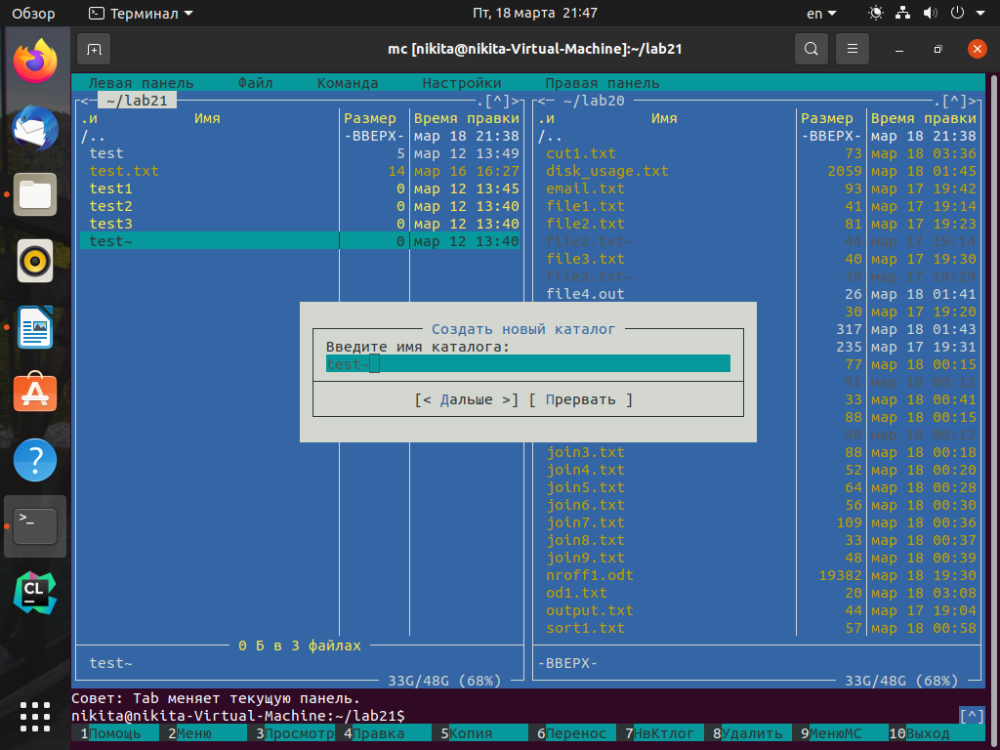 Обзор Терминал Пт, 18 марта 21:47 en
mc [nikita@nikita-Virtual-Machine]:~/lab21
Левая панель Файл Команда Настройки Правая панель
<─ ~/lab21 ─.[^]>
.и Имя Размер Время правки
/.. -ВВЕРХ- мар 18 21:38
test 5 мар 12 13:49
test.txt 14 мар 16 16:27
test1 0 мар 12 13:45
test2 0 мар 12 13:40
test3 0 мар 12 13:40
test~ 0 мар 12 13:40
0 Б в 3 файлах
test~
33G/48G (68%)
<─ ~/lab20 ─.[^]>
.и Имя Размер Время правки
/.. -ВВЕРХ- мар 18 21:38
cut1.txt 73 мар 18 03:36
disk_usage.txt 2059 мар 18 01:45
email.txt 93 мар 17 19:42
file1.txt 41 мар 17 19:14
file2.txt 81 мар 17 19:23
file2.txt~ 44 мар 17 19:14
file3.txt 40 мар 17 19:30
file3.txt~ 39 мар 17 19:29
file4.out 26 мар 18 01:41
30 мар 17 19:20
317 мар 18 01:43
235 мар 17 19:31
77 мар 18 00:15
91 мар 18 00:12
33 мар 18 00:41
88 мар 18 00:15
90 мар 18 00:12
join3.txt 88 мар 18 00:18
join4.txt 52 мар 18 00:20
join5.txt 64 мар 18 00:28
join6.txt 56 мар 18 00:30
join7.txt 109 мар 18 00:36
join8.txt 33 мар 18 00:37
join9.txt 48 мар 18 00:39
nroff1.odt 19382 мар 18 19:30
od1.txt 20 мар 18 03:08
output.txt 44 мар 17 19:04
sort1.txt 57 мар 18 00:58
-ВВЕРХ-
33G/48G (68%)
Создать новый каталог
Введите имя каталога:
test~
[< Дальше >] [ Прервать ]
CL
Совет: Tab меняет текущую панель.
nikita@nikita-Virtual-Machine:~/lab21$ [^]
1Помощь 2Меню 3Просмотр 4Правка 5Копия 6Перенос 7НвКтлог 8Удалить 9МенюМС 10Выход